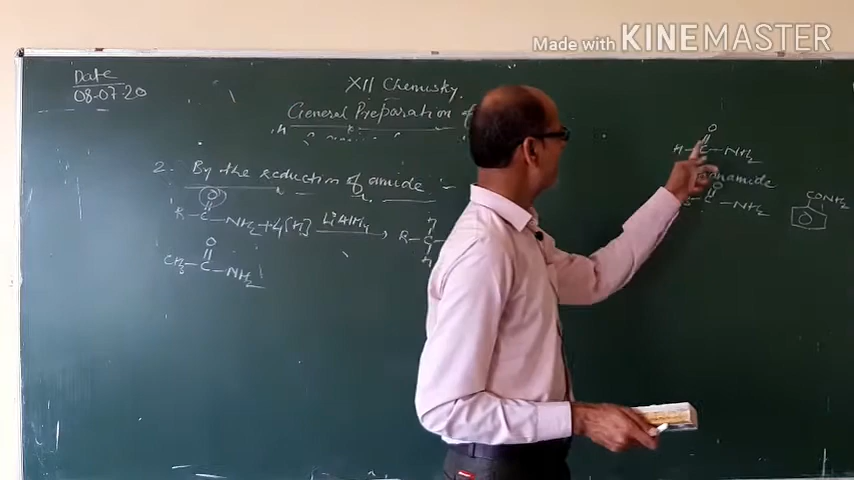 Made with KINEMASTER
Date
08-07.20
XII Chemistry.
General Preparation of
2. By the reduction of amide
O
R-C-NH2+4[H] LiAlH4
H
R-C
H
O
CH3-C-NH2
O
H-C-NH2
C-NH2
CONH2